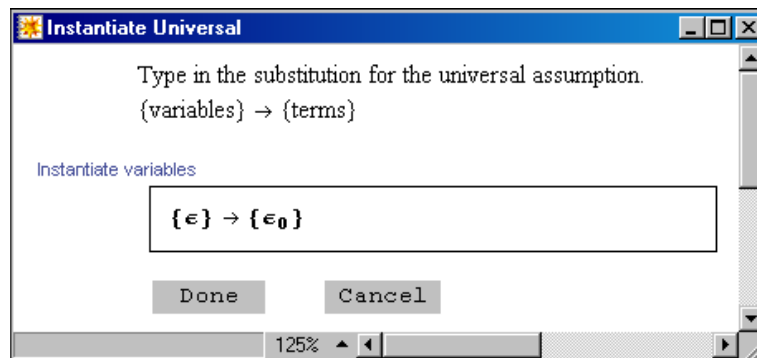 Instantiate Universal
Type in the substitution for the universal assumption.
{variables} → {terms}
Instantiate variables
{ϵ} → {ϵ₀}
Done Cancel
125%